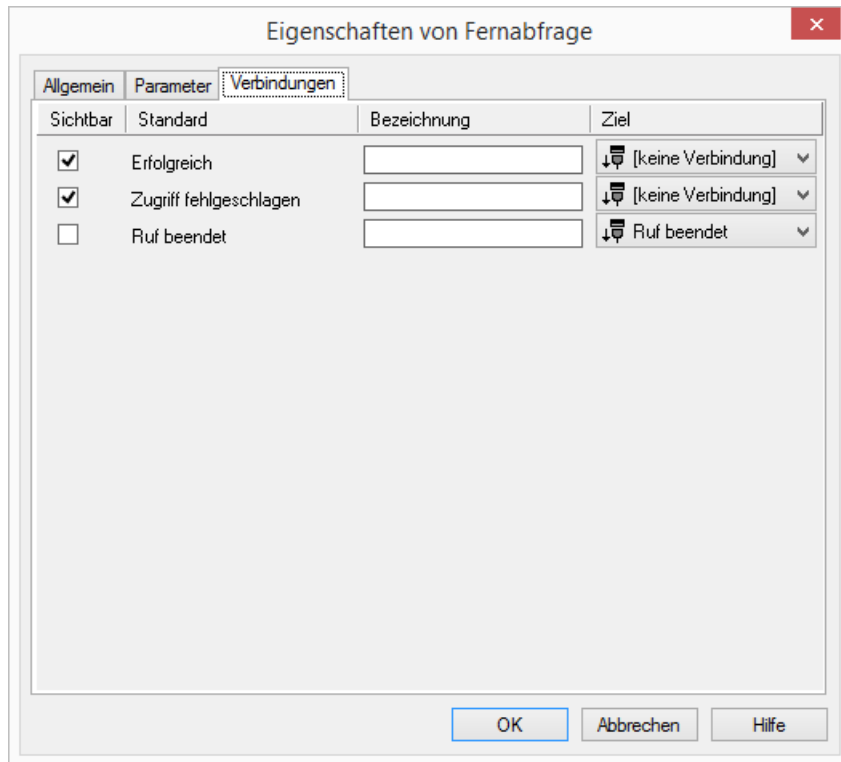 Eigenschaften von Fernabfrage
Allgemein Parameter Verbindungen
Sichtbar Standard Bezeichnung Ziel
Erfolgreich [keine Verbindung]
Zugriff fehlgeschlagen [keine Verbindung]
Ruf beendet Ruf beendet
OK Abbrechen Hilfe